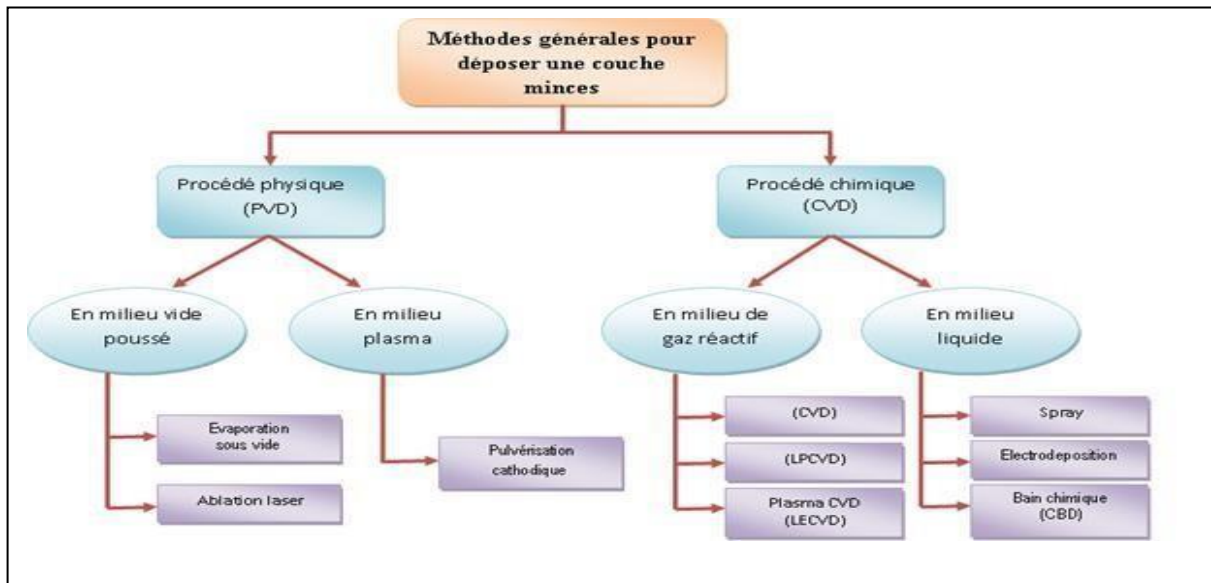 Méthodes générales pour
déposer une couche
minces
Procédé physique
(PVD)
Procédé chimique
(CVD)
En milieu vide
poussé
En milieu
plasma
En milieu de
gaz réactif
En milieu
liquide
Evaporation
sous vide
Ablation laser
Pulvérisation
cathodique
(CVD)
(LPCVD)
Plasma CVD
(LECVD)
Spray
Electrodeposition
Bain chimique
(CBD)